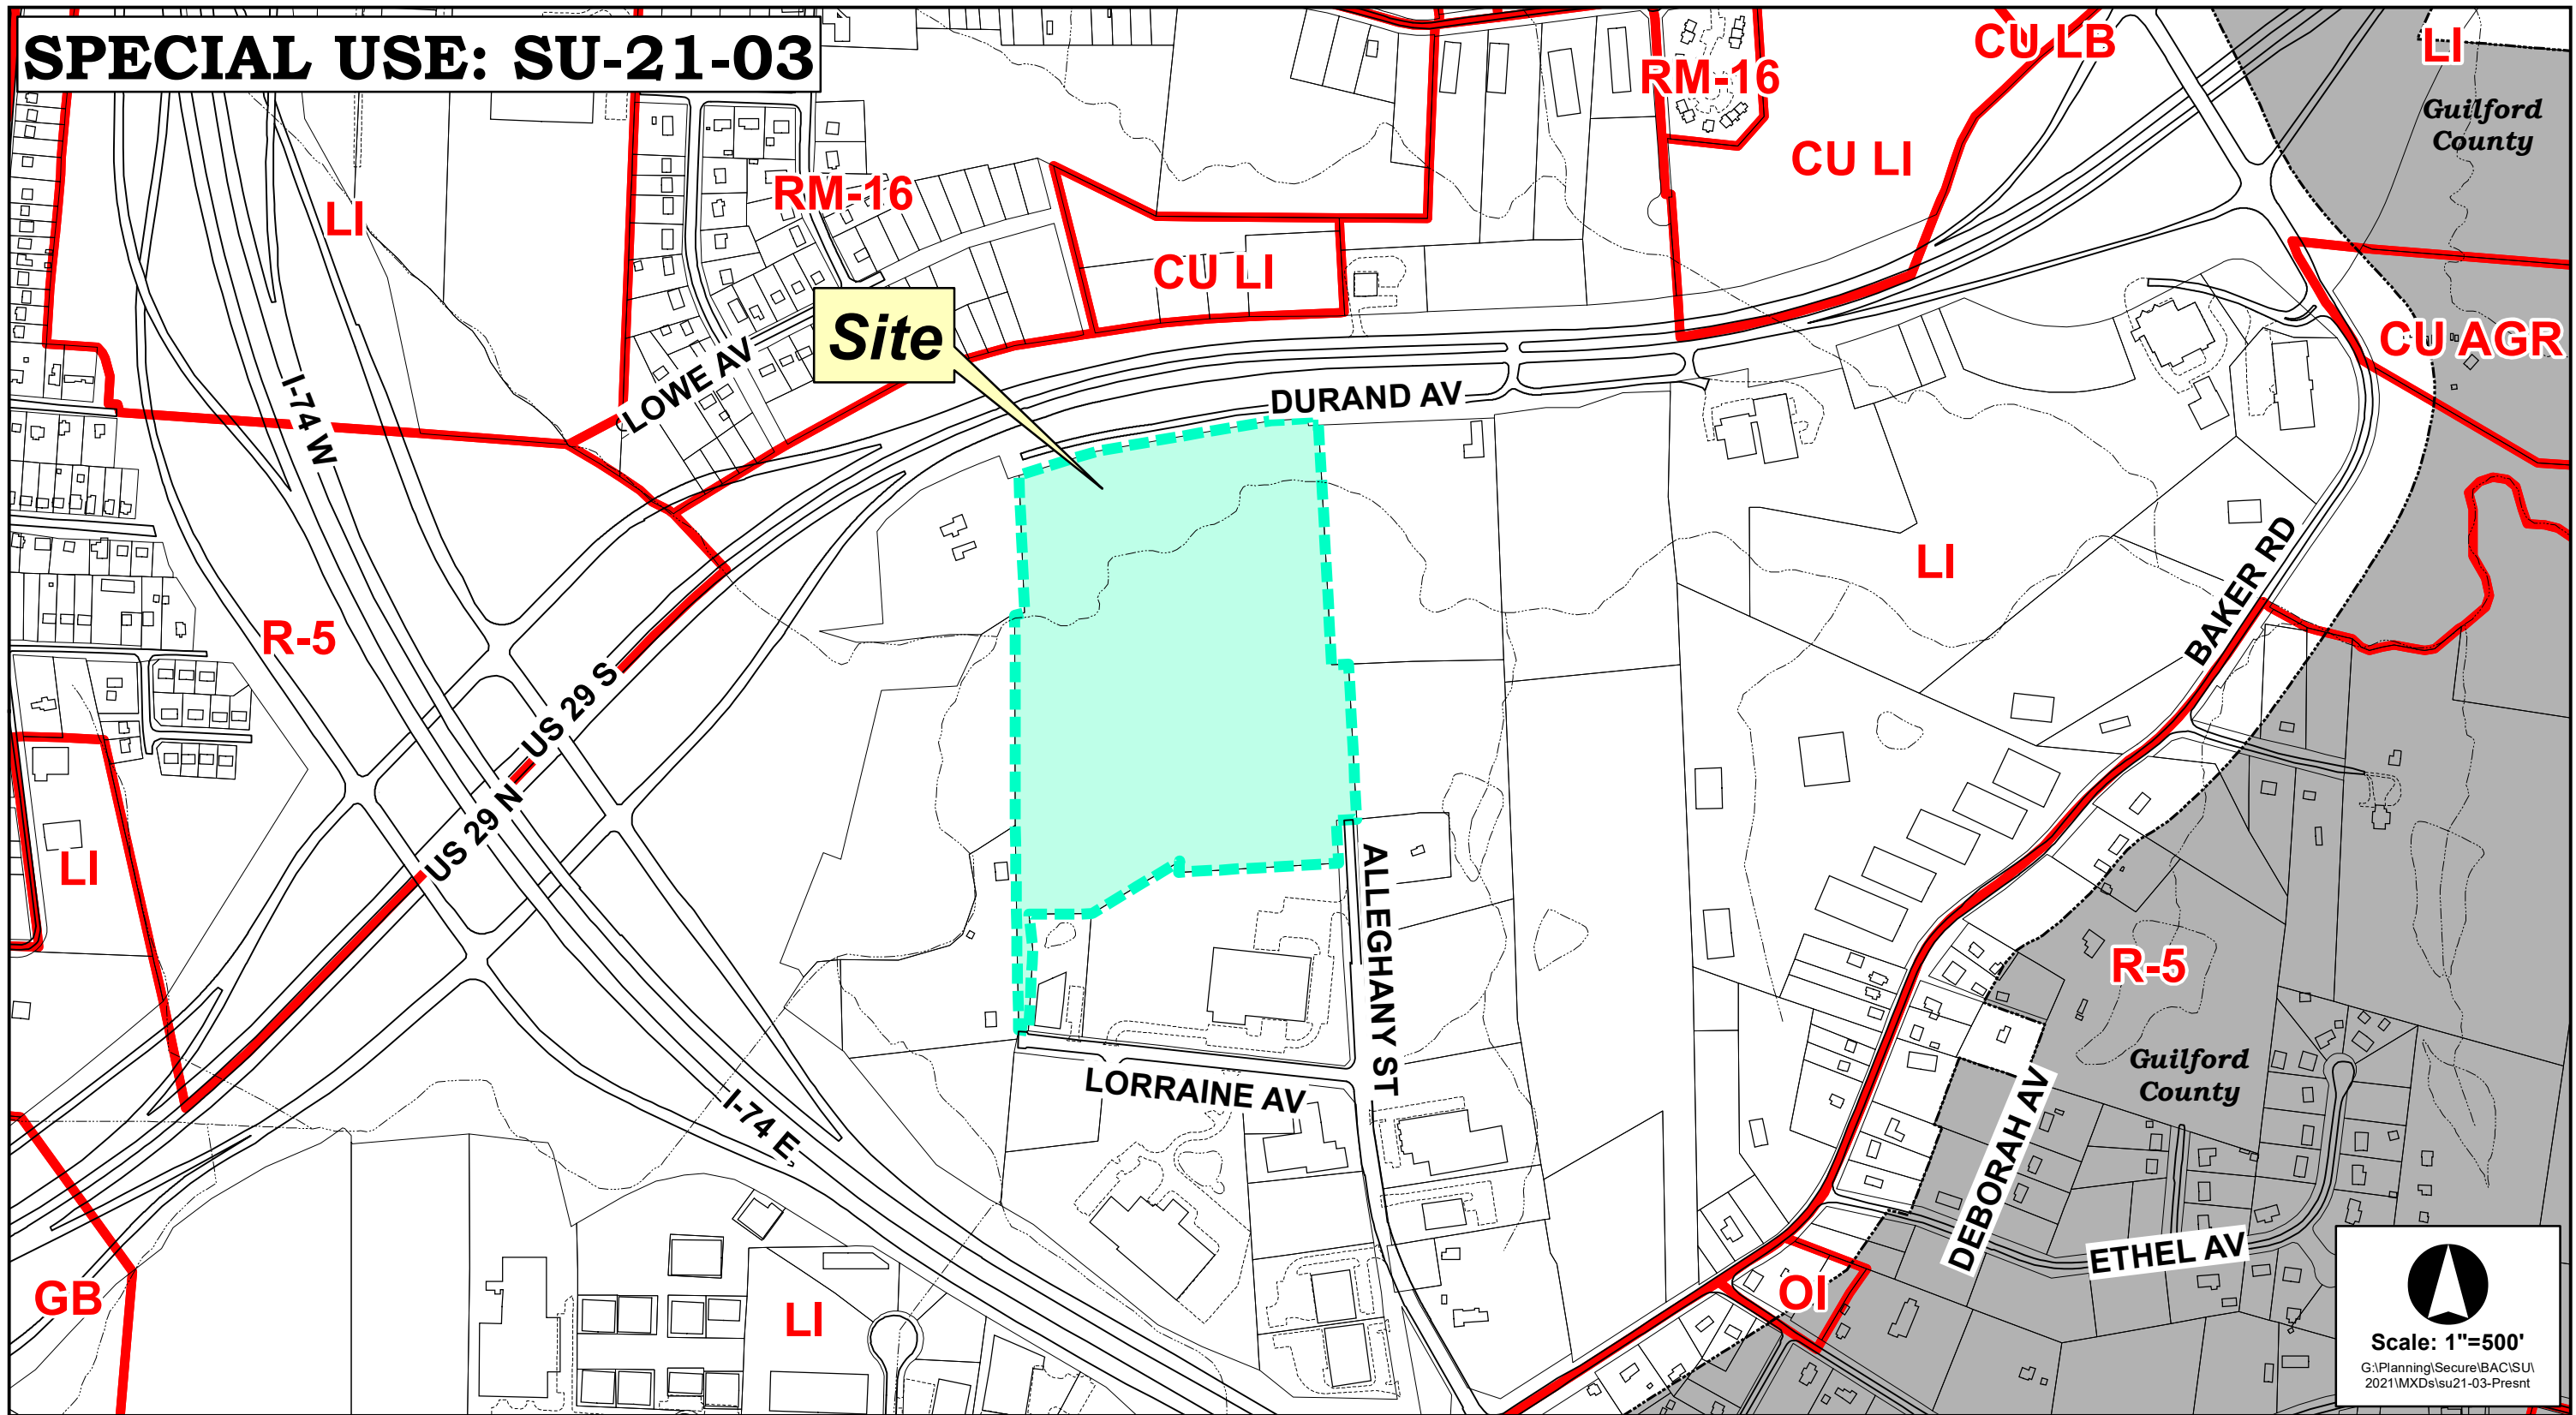 SPECIAL USE: SU-21-03
CU LB
LI
RM-16
Guilford
County
CU LI
RM-16
LI
CU LI
Site
CU AGR
LOWE AV
DURAND AV
I-74 W
LI
BAKER RD
R-5
US 29 S
US 29 N
LI
ALLEGHANY ST
R-5
Guilford
County
LORRAINE AV
I-74 E
DEBORAH AV
ETHEL AV
GB
LI
OI
Scale: 1"=500'
G:\Planning\Secure\BAC\SU\
2021\MXDs\su21-03-Presnt